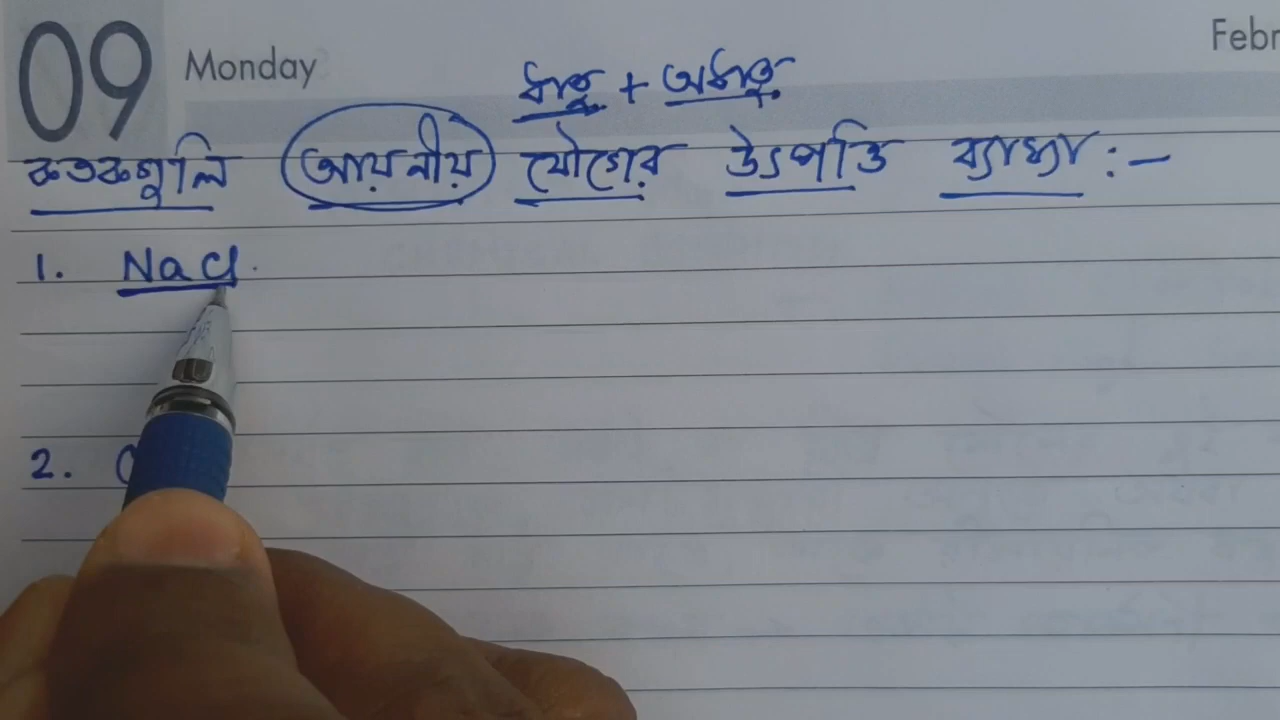 09 Monday Febr
ধাতু + অধাতু
কতকগুলি আয়নীয় যৌগের উৎপত্তি ব্যাখ্যা :-
1. NaCl.
2.